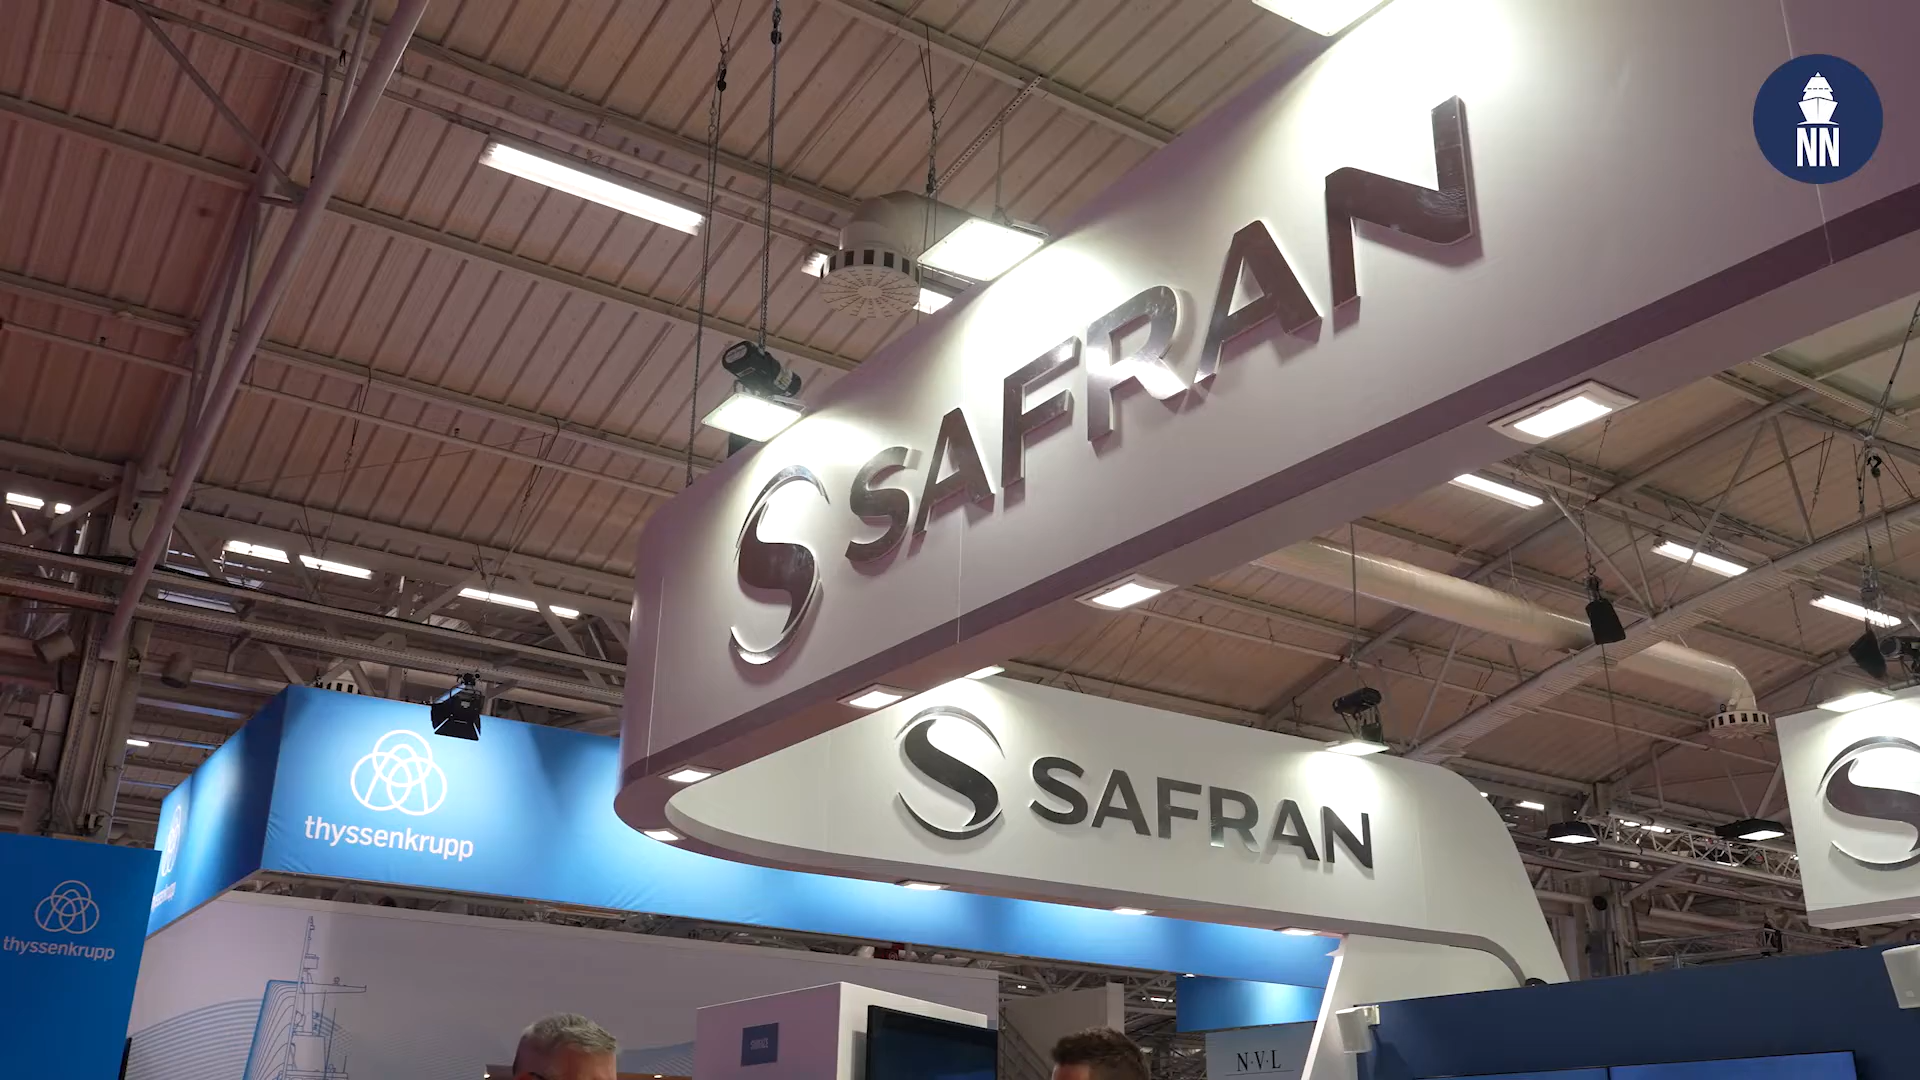 NN
SAFRAN
SAFRAN
thyssenkrupp
thyssenkrupp
N·V·L